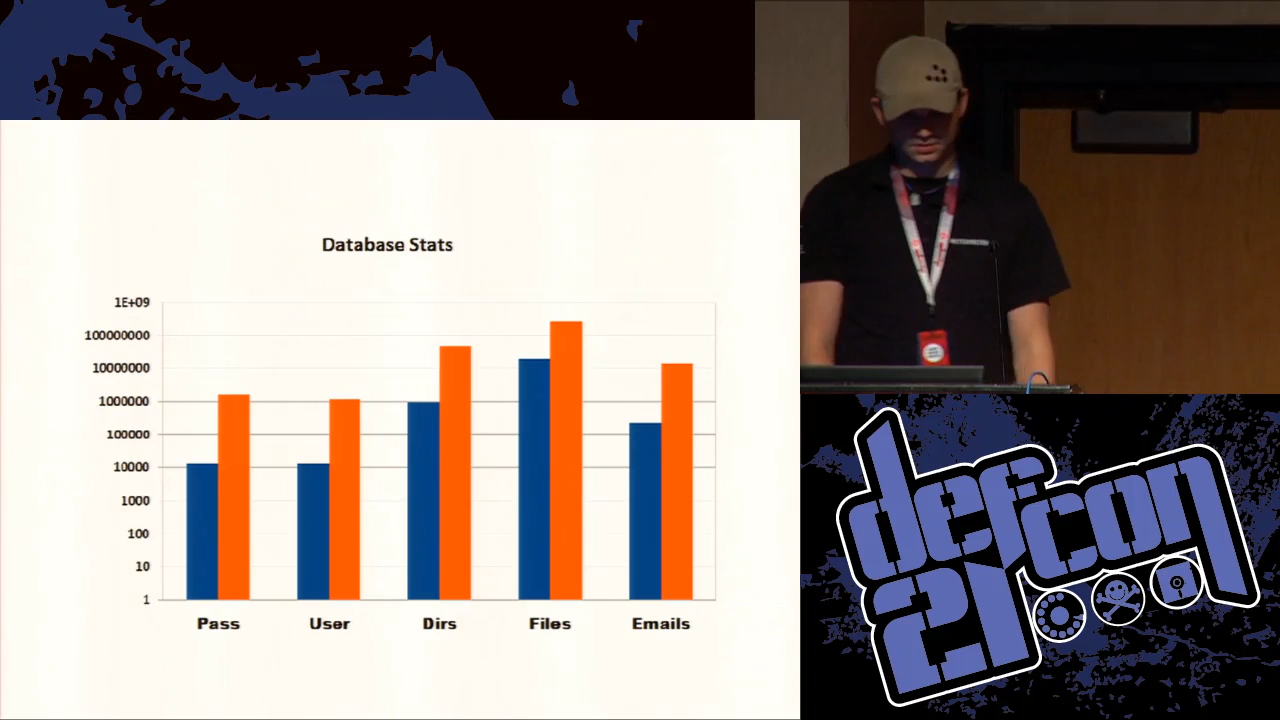 Database Stats
1E+09
100000000
10000000
1000000
100000
10000
1000
100
10
1
Pass User Dirs Files Emails
defcon
21